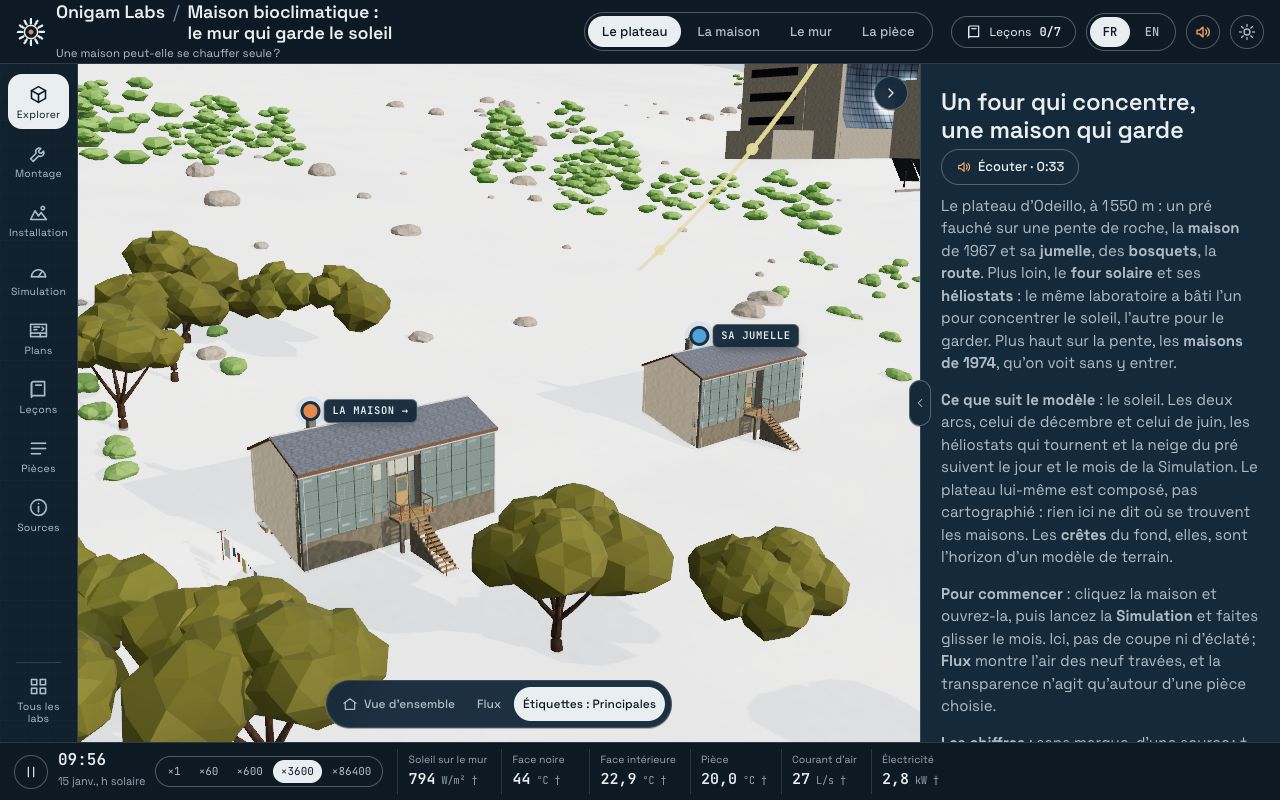 Onigam Labs / Maison bioclimatique :
le mur qui garde le soleil
Une maison peut-elle se chauffer seule ?
Le plateau
La maison
Le mur
La pièce
Leçons 0/7
FR
EN
Explorer
Montage
Installation
Simulation
Plans
Leçons
Pièces
Sources
Tous les
labs
SA JUMELLE
LA MAISON →
Vue d'ensemble
Flux
Étiquettes : Principales
Un four qui concentre,
une maison qui garde
Écouter · 0:33
Le plateau d'Odeillo, à 1 550 m : un pré
fauché sur une pente de roche, la maison
de 1967 et sa jumelle, des bosquets, la
route. Plus loin, le four solaire et ses
héliostats : le même laboratoire a bâti l'un
pour concentrer le soleil, l'autre pour le
garder. Plus haut sur la pente, les maisons
de 1974, qu'on voit sans y entrer.
Ce que suit le modèle : le soleil. Les deux
arcs, celui de décembre et celui de juin, les
héliostats qui tournent et la neige du pré
suivent le jour et le mois de la Simulation. Le
plateau lui-même est composé, pas
cartographié : rien ici ne dit où se trouvent
les maisons. Les crêtes du fond, elles, sont
l'horizon d'un modèle de terrain.
Pour commencer : cliquez la maison et
ouvrez-la, puis lancez la Simulation et faites
glisser le mois. Ici, pas de coupe ni d'éclaté ;
Flux montre l'air des neuf travées, et la
transparence n'agit qu'autour d'une pièce
choisie.
09:56
15 janv., h solaire
×1
×60
×600
×3600
×86400
Soleil sur le mur
794 W/m² †
Face noire
44 °C †
Face intérieure
22,9 °C †
Pièce
20,0 °C †
Courant d'air
27 L/s †
Électricité
2,8 kW †